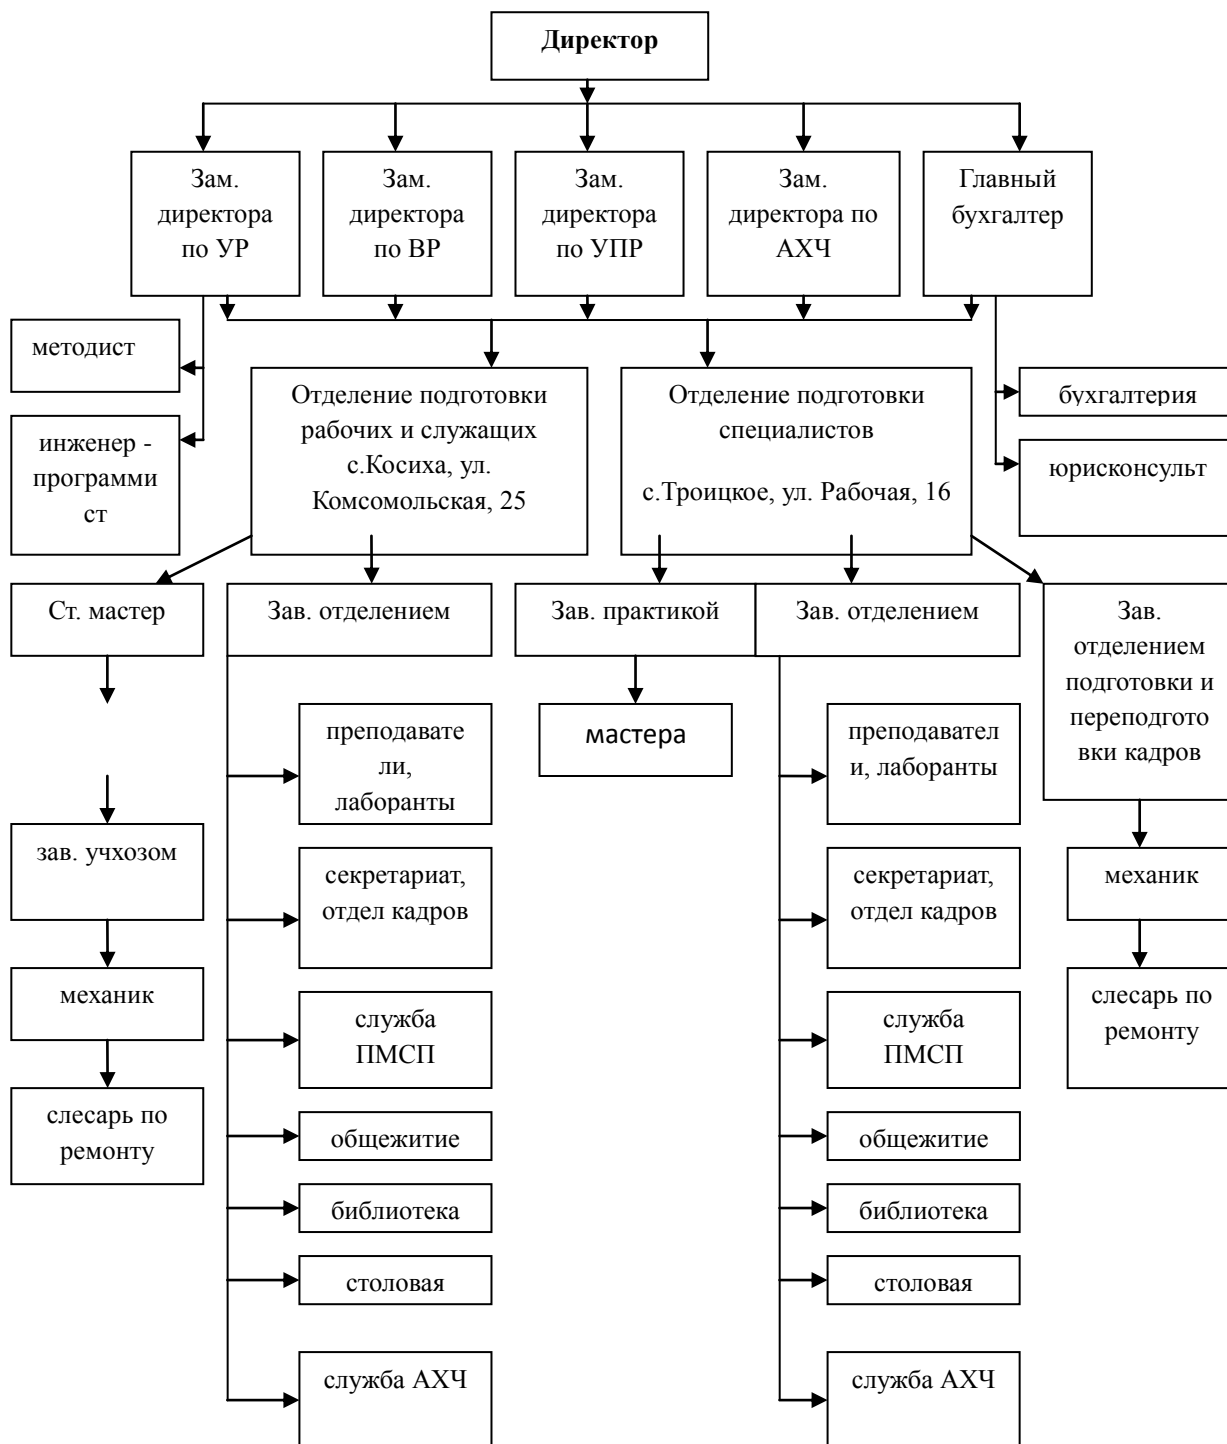 Директор
Зам.
директора
по УР
Зам.
директора
по ВР
Зам.
директора
по УПР
Зам.
директора по
АХЧ
Главный
бухгалтер
методист
инженер -
программи
ст
Отделение подготовки
рабочих и служащих
с.Косиха, ул.
Комсомольская, 25
Отделение подготовки
специалистов
с.Троицкое, ул. Рабочая, 16
бухгалтерия
юрисконсульт
Ст. мастер
Зав. отделением
Зав. практикой
Зав. отделением
Зав.
отделением
подготовки и
переподгото
вки кадров
преподавате
ли,
лаборанты
мастера
преподавател
и, лаборанты
зав. учхозом
секретариат,
отдел кадров
секретариат,
отдел кадров
механик
механик
служба
ПМСП
служба
ПМСП
слесарь по
ремонту
слесарь по
ремонту
общежитие
общежитие
библиотека
библиотека
столовая
столовая
служба АХЧ
служба АХЧ